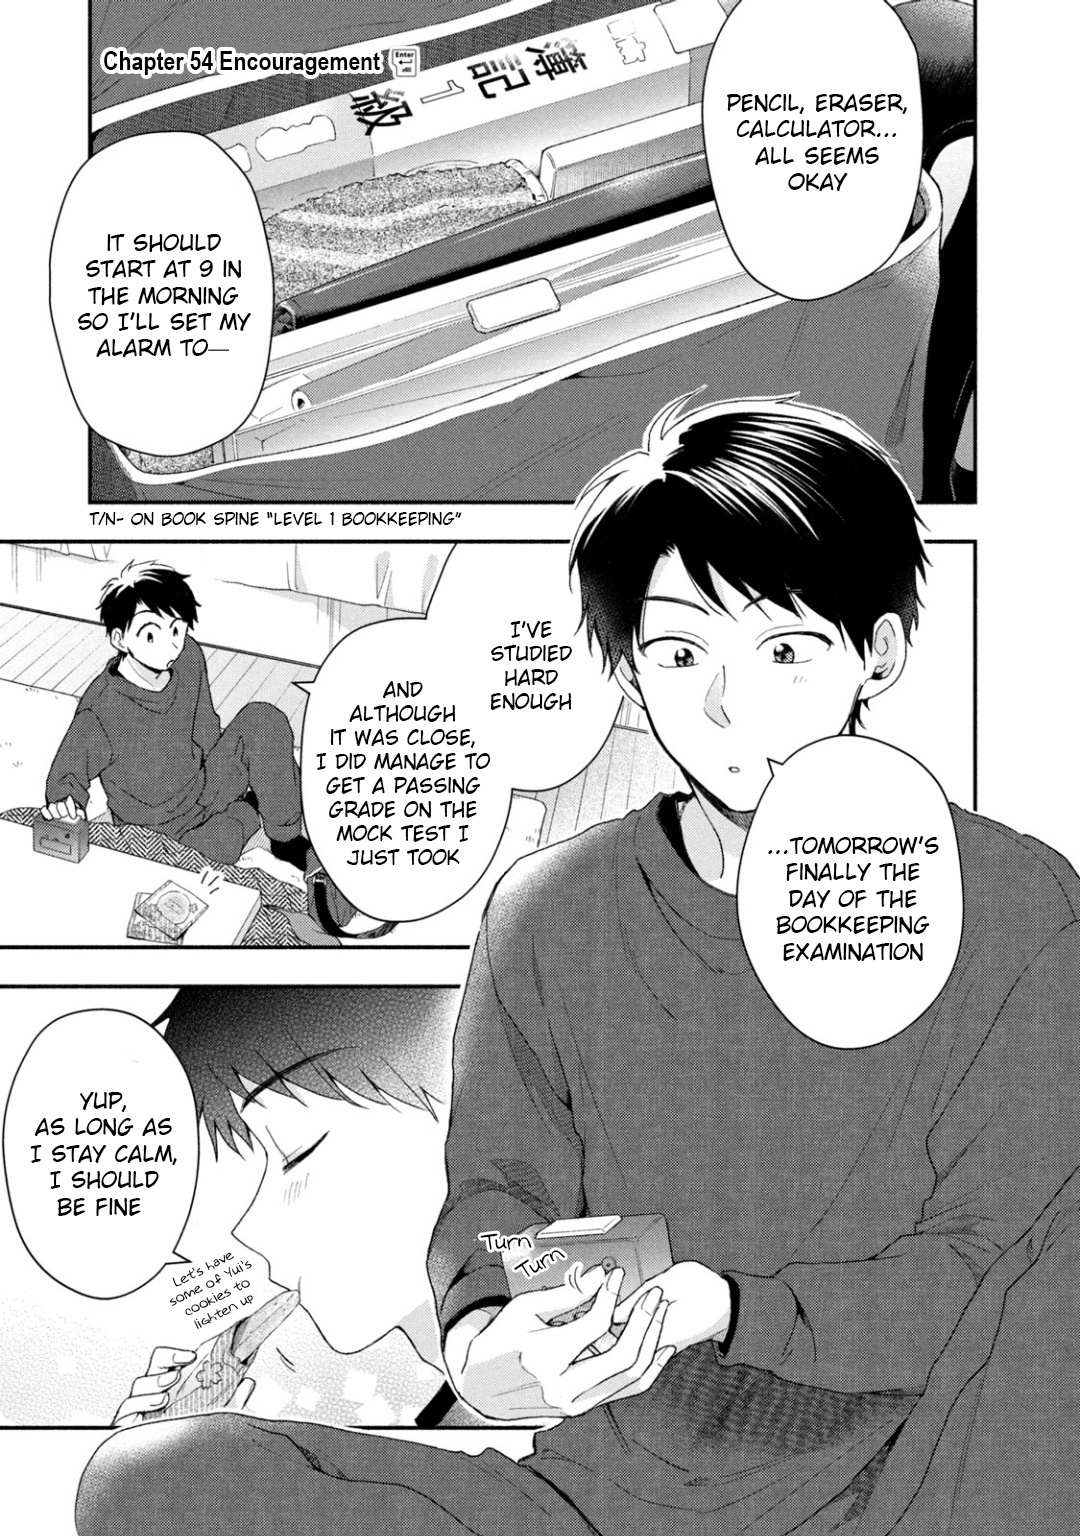 Chapter 54 Encouragement Enter
PENCIL, ERASER,
CALCULATOR...
ALL SEEMS
OKAY
簿記1級
IT SHOULD
START AT 9 IN
THE MORNING
SO I'LL SET MY
ALARM TO—
T/N- ON BOOK SPINE "LEVEL 1 BOOKKEEPING"
...TOMORROW'S
FINALLY THE
DAY OF THE
BOOKKEEPING
EXAMINATION
I'VE
STUDIED
HARD
ENOUGH
AND
ALTHOUGH
IT WAS CLOSE,
I DID MANAGE TO
GET A PASSING
GRADE ON THE
MOCK TEST I
JUST TOOK
Turn
Turn
YUP,
AS LONG AS
I STAY CALM,
I SHOULD
BE FINE
Let's have
some of Yui's
cookies to
lighten up